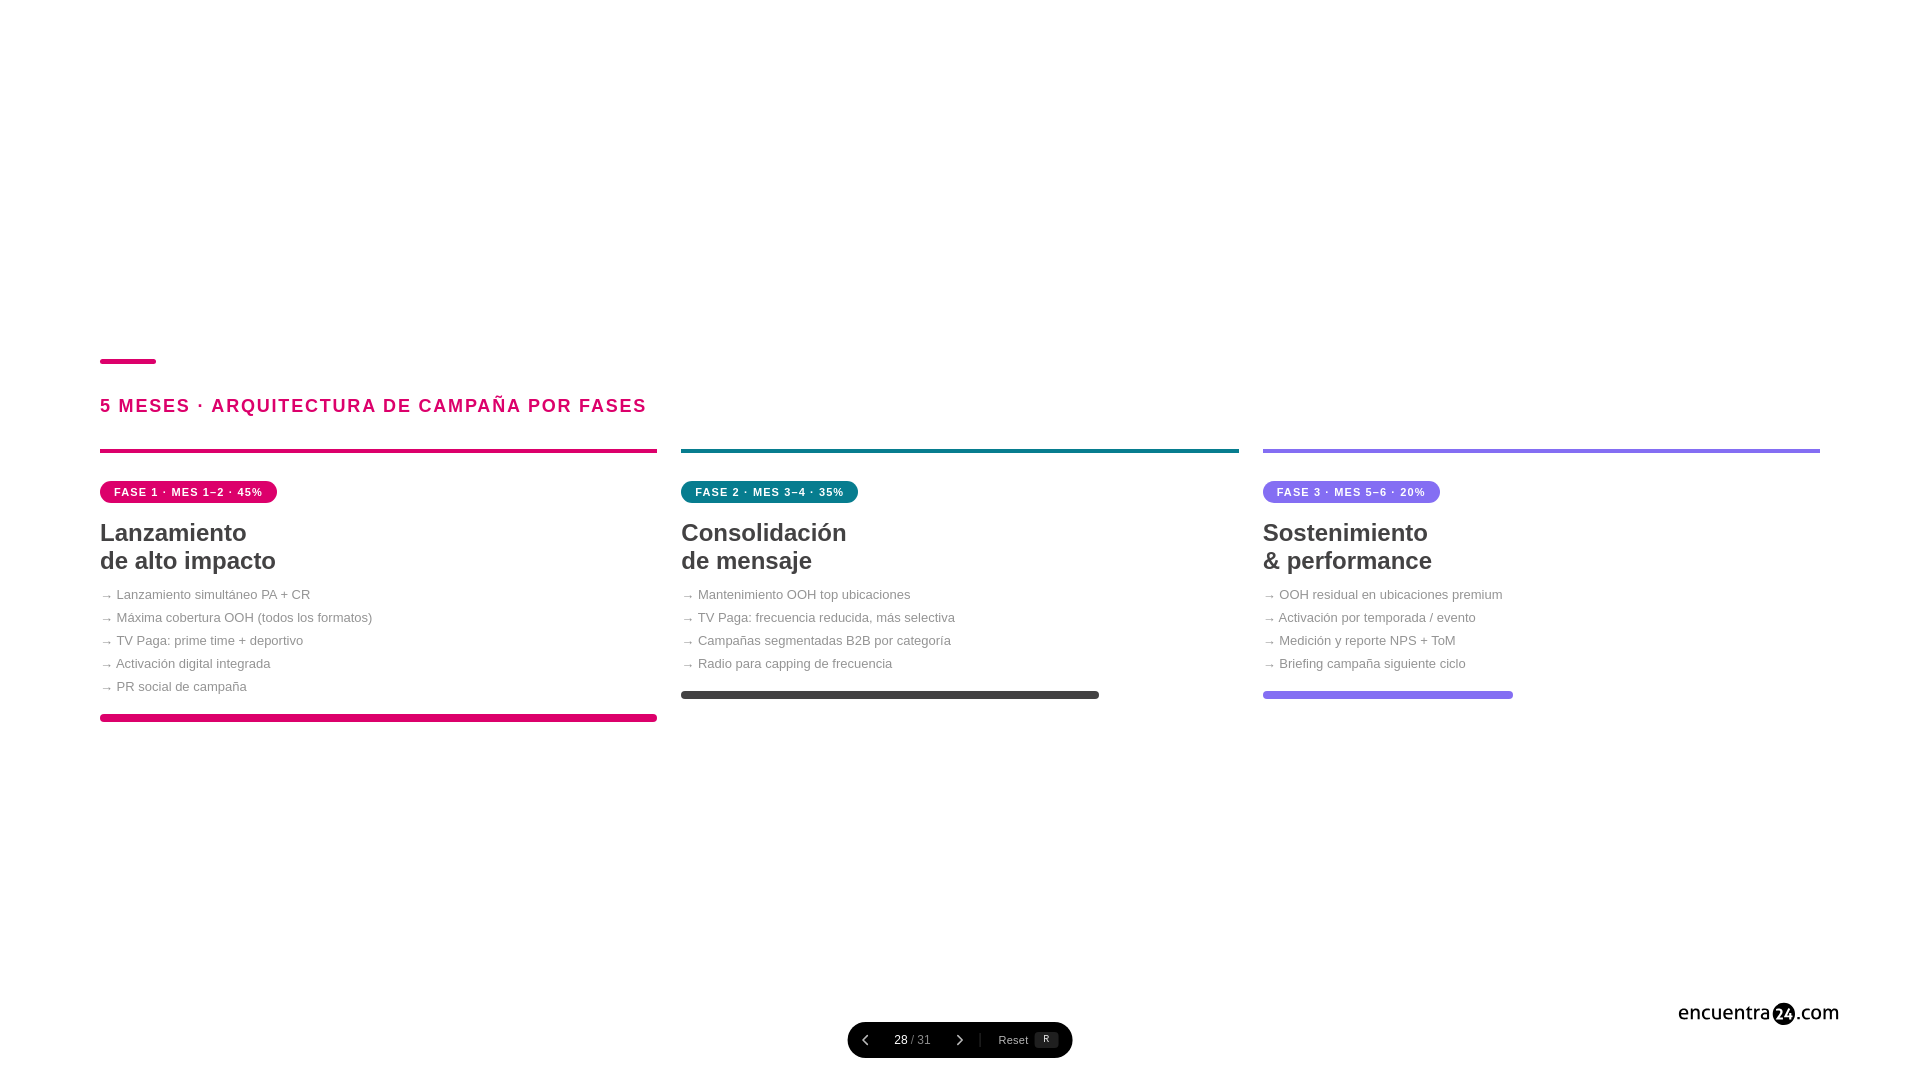 5 MESES · ARQUITECTURA DE CAMPAÑA POR FASES
FASE 1 · MES 1–2 · 45%
Lanzamiento
de alto impacto
→ Lanzamiento simultáneo PA + CR
→ Máxima cobertura OOH (todos los formatos)
→ TV Paga: prime time + deportivo
→ Activación digital integrada
→ PR social de campaña
FASE 2 · MES 3–4 · 35%
Consolidación
de mensaje
→ Mantenimiento OOH top ubicaciones
→ TV Paga: frecuencia reducida, más selectiva
→ Campañas segmentadas B2B por categoría
→ Radio para capping de frecuencia
FASE 3 · MES 5–6 · 20%
Sostenimiento
& performance
→ OOH residual en ubicaciones premium
→ Activación por temporada / evento
→ Medición y reporte NPS + ToM
→ Briefing campaña siguiente ciclo
encuentra24.com
28 / 31 Reset R